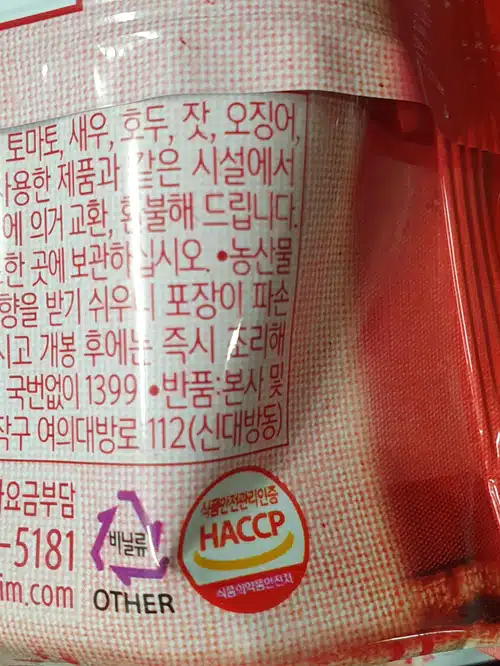 토마토, 새우, 호두, 잣, 오징어,
사용한 제품과 같은 시설에서
에 의거 교환, 환불해 드립니다.
한 곳에 보관하십시오. •농산물
향을 받기 쉬우니 포장이 파손
시고 개봉 후에는 즉시 조리해
국번없이 1399 •반품:본사 및
작구 여의대방로 112(신대방동)
요금부담
-5181
im.com
비닐류
OTHER
식품안전관리인증
HACCP
식품의약품안전처